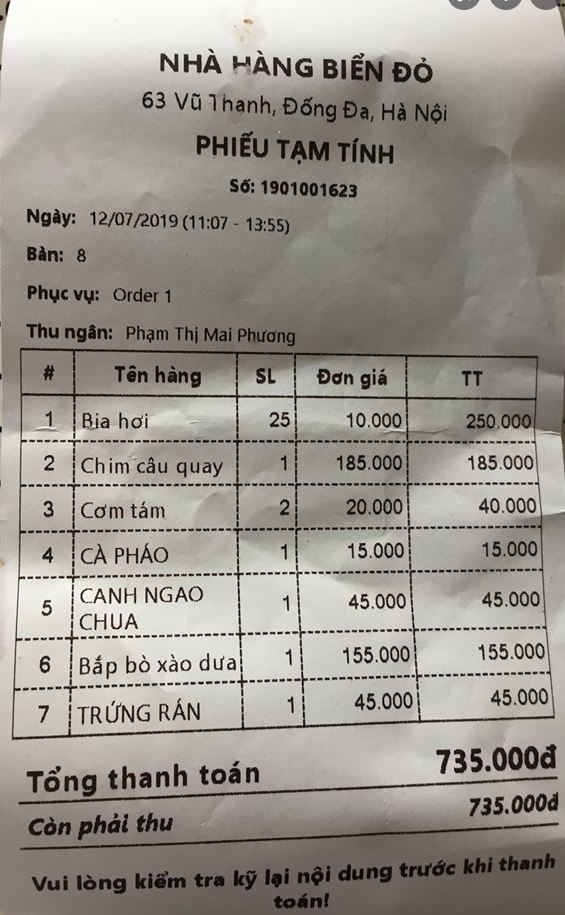 NHÀ HÀNG BIỂN ĐỎ
63 Vũ Thạnh, Đống Đa, Hà Nội
PHIẾU TẠM TÍNH
Số: 1901001623
Ngày: 12/07/2019 (11:07 - 13:55)
Bàn: 8
Phục vụ: Order 1
Thu ngân: Phạm Thị Mai Phương
# Tên hàng SL Đơn giá TT
1 Bia hơi 25 10.000 250.000
2 Chim câu quay 1 185.000 185.000
3 Cơm tám 2 20.000 40.000
4 CÀ PHÁO 1 15.000 15.000
5 CANH NGAO CHUA 1 45.000 45.000
6 Bắp bò xào dưa 1 155.000 155.000
7 TRỨNG RÁN 1 45.000 45.000
Tổng thanh toán 735.000đ
Còn phải thu 735.000đ
Vui lòng kiểm tra kỹ lại nội dung trước khi thanh
toán!